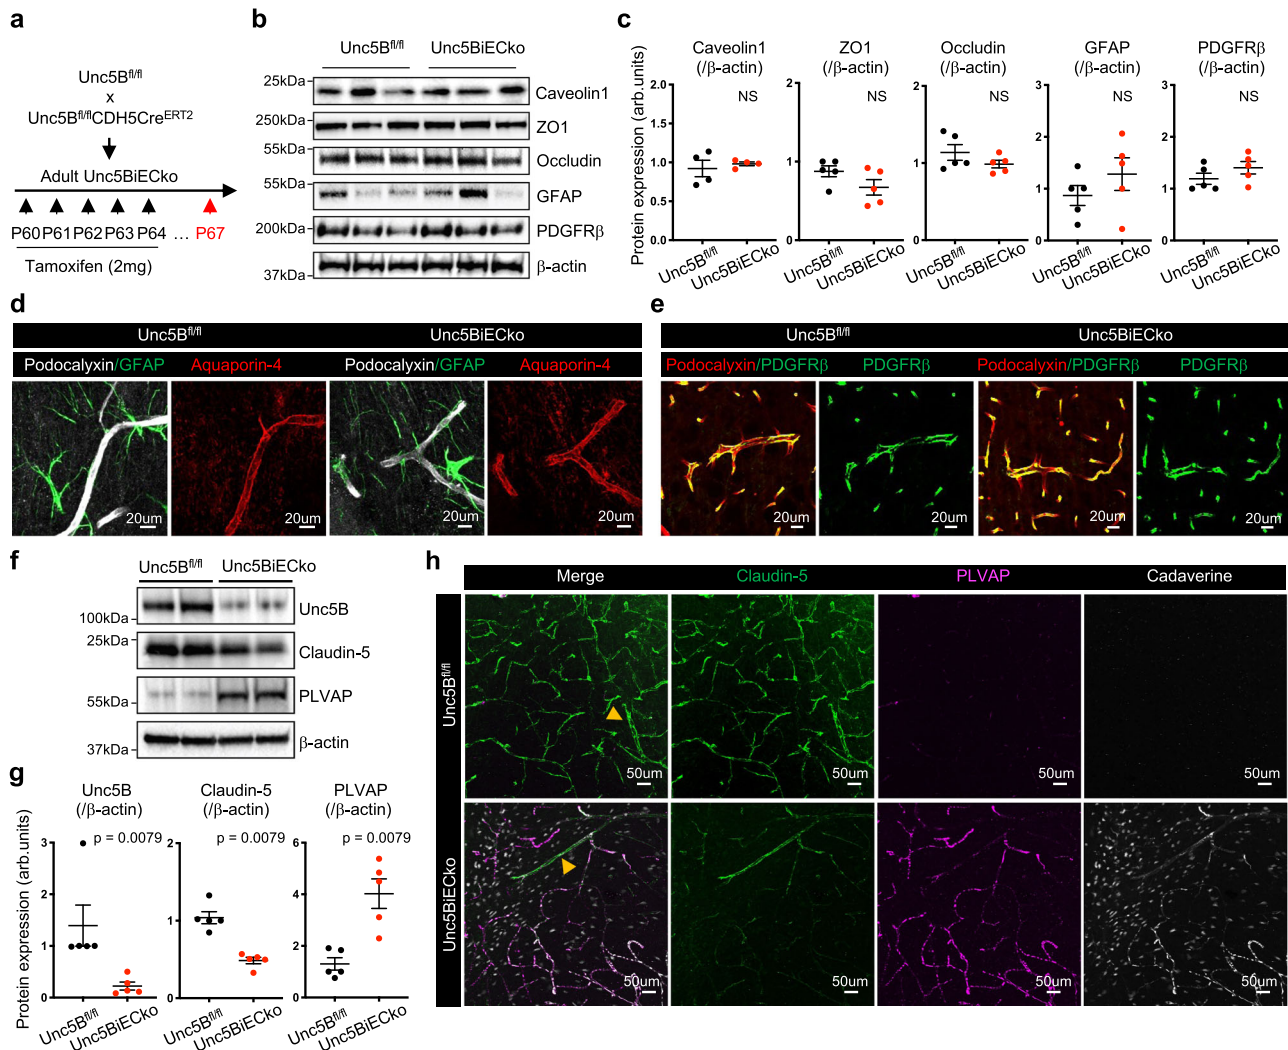 a
Unc5Bfl/fl
x
Unc5Bfl/flCDH5CreERT2
Adult Unc5BiECko
P60 P61 P62 P63 P64 ... P67
Tamoxifen (2mg)
b
Unc5Bfl/fl Unc5BiECko
25kDa Caveolin1
250kDa ZO1
55kDa Occludin
55kDa GFAP
200kDa PDGFRβ
37kDa β-actin
c
Protein expression (arb.units)
Caveolin1
(/β-actin)
NS
2.0
1.5
1.0
0.5
0.0
Unc5Bfl/fl
Unc5BiECko
ZO1
(/β-actin)
NS
2
1
0
Unc5Bfl/fl
Unc5BiECko
Occludin
(/β-actin)
NS
2
1
0
Unc5Bfl/fl
Unc5BiECko
GFAP
(/β-actin)
NS
3
2
1
0
Unc5Bfl/fl
Unc5BiECko
PDGFRβ
(/β-actin)
NS
3
2
1
0
Unc5Bfl/fl
Unc5BiECko
d
Unc5Bfl/fl Unc5BiECko
Podocalyxin/GFAP Aquaporin-4 Podocalyxin/GFAP Aquaporin-4
20um 20um 20um 20um
e
Unc5Bfl/fl Unc5BiECko
Podocalyxin/PDGFRβ PDGFRβ Podocalyxin/PDGFRβ PDGFRβ
20um 20um 20um 20um
f
Unc5Bfl/fl Unc5BiECko
100kDa Unc5B
25kDa Claudin-5
55kDa PLVAP
37kDa β-actin
g
Protein expression (arb.units)
Unc5B
(/β-actin)
p = 0.0079
3
2
1
0
Unc5Bfl/fl
Unc5BiECko
Claudin-5
(/β-actin)
p = 0.0079
2
1
0
Unc5Bfl/fl
Unc5BiECko
PLVAP
(/β-actin)
p = 0.0079
6
4
2
0
Unc5Bfl/fl
Unc5BiECko
h
Merge Claudin-5 PLVAP Cadaverine
Unc5Bfl/fl
50um 50um 50um 50um
Unc5BiECko
50um 50um 50um 50um